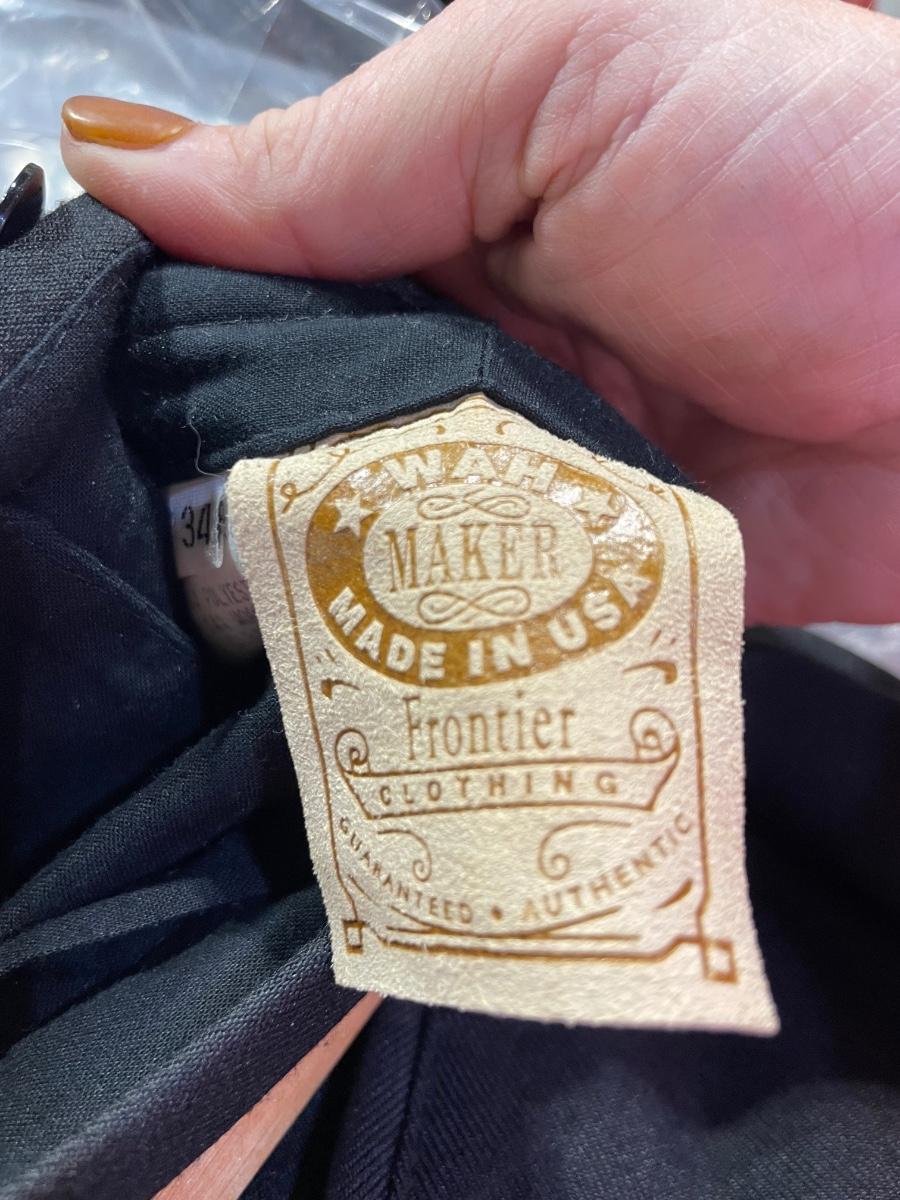 WAH
MAKER
MADE IN USA
Frontier
CLOTHING
GUARANTEED • AUTHENTIC
34